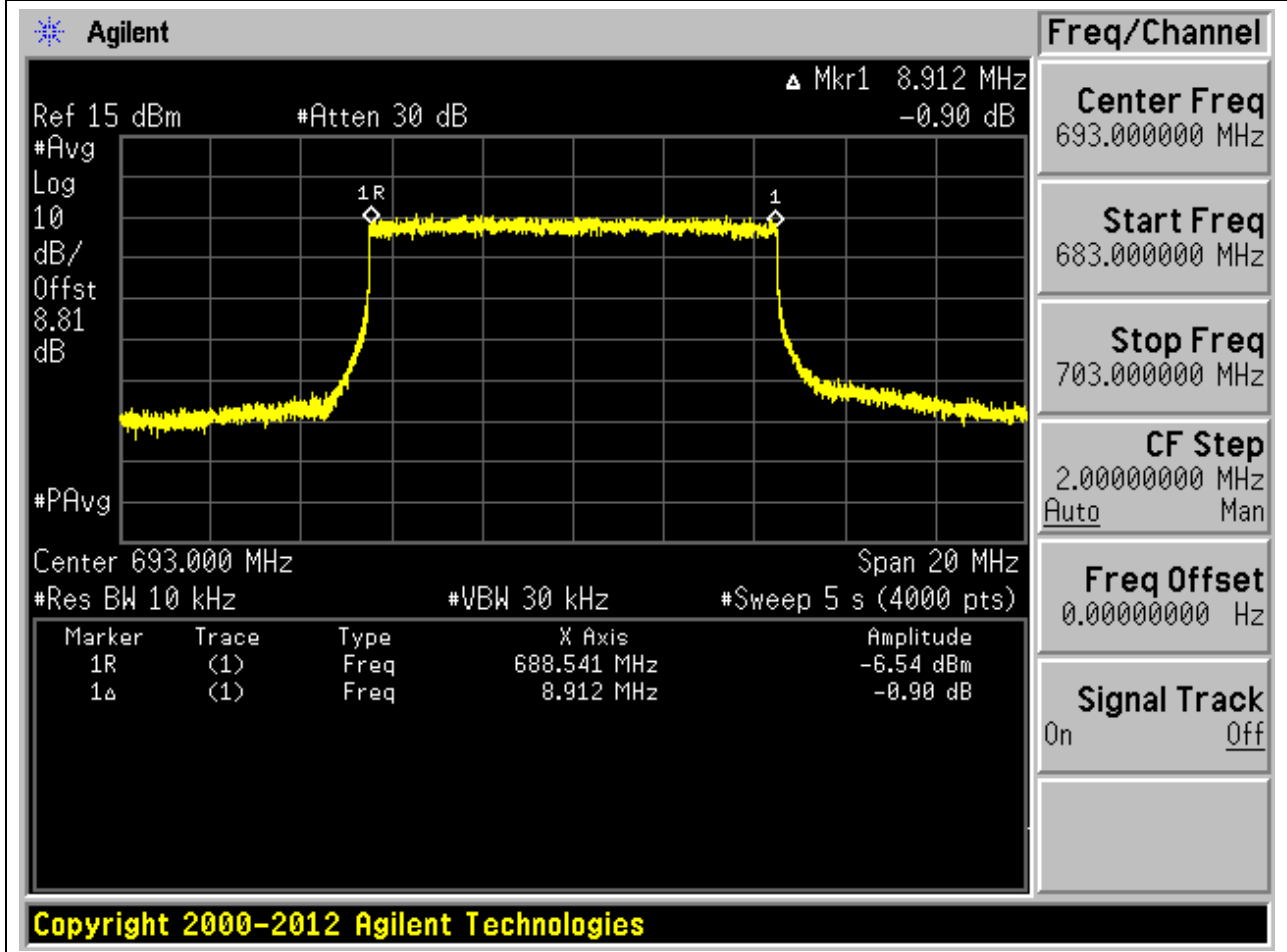 Agilent
Freq/Channel
Δ Mkr1 8.912 MHz
Ref 15 dBm #Atten 30 dB -0.90 dB
#Avg
Log
10
dB/
Offst
8.81
dB
1R
1
#PAvg
Center 693.000 MHz Span 20 MHz
#Res BW 10 kHz #VBW 30 kHz #Sweep 5 s (4000 pts)
Marker Trace Type X Axis Amplitude
1R (1) Freq 688.541 MHz -6.54 dBm
1Δ (1) Freq 8.912 MHz -0.90 dB
Center Freq
693.000000 MHz
Start Freq
683.000000 MHz
Stop Freq
703.000000 MHz
CF Step
2.00000000 MHz
Auto Man
Freq Offset
0.00000000 Hz
Signal Track
On Off
Copyright 2000-2012 Agilent Technologies